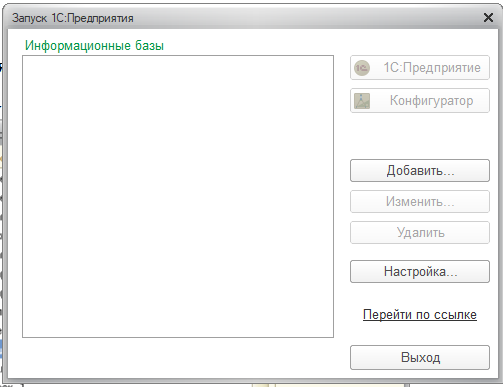 Запуск 1С:Предприятия
Информационные базы
1С:Предприятие
Конфигуратор
Добавить...
Изменить...
Удалить
Настройка...
Перейти по ссылке
Выход